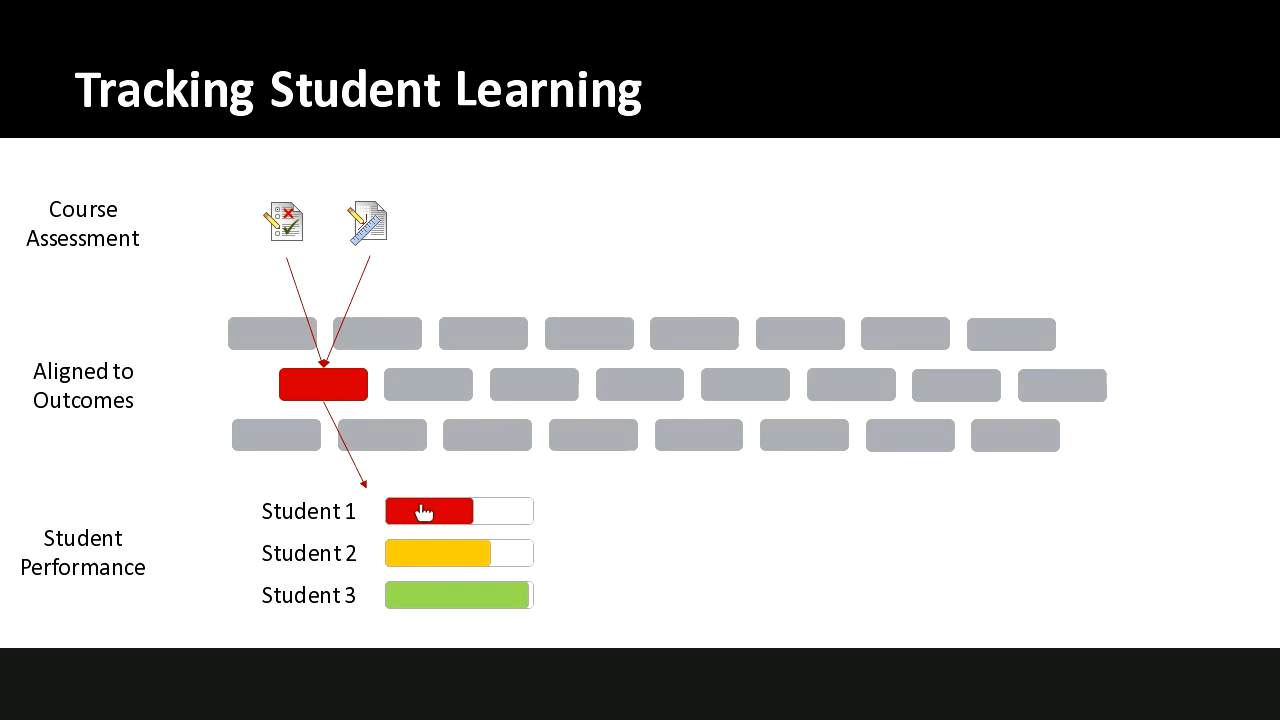 Tracking Student Learning
Course
Assessment
Aligned to
Outcomes
Student 1
Student 2
Student 3
Student
Performance